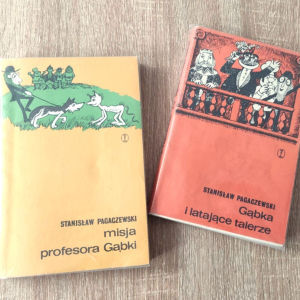 STANISŁAW PAGACZEWSKI
misja
profesora Gąbki
STANISŁAW PAGACZEWSKI
Gąbka
i latające talerze